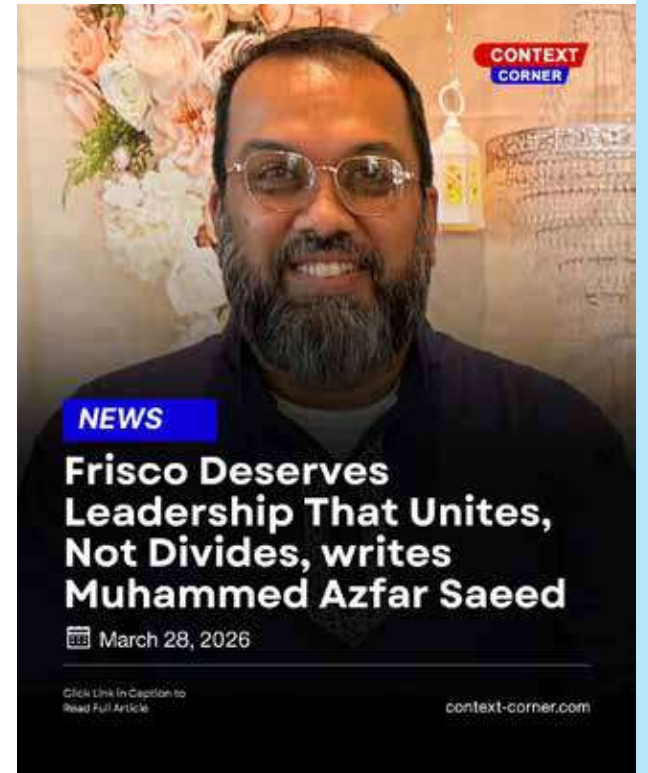 CONTEXT
CORNER
NEWS
Frisco Deserves
Leadership That Unites,
Not Divides, writes
Muhammed Azfar Saeed
March 28, 2026
Click Link in Caption to
Read Full Article
context-corner.com